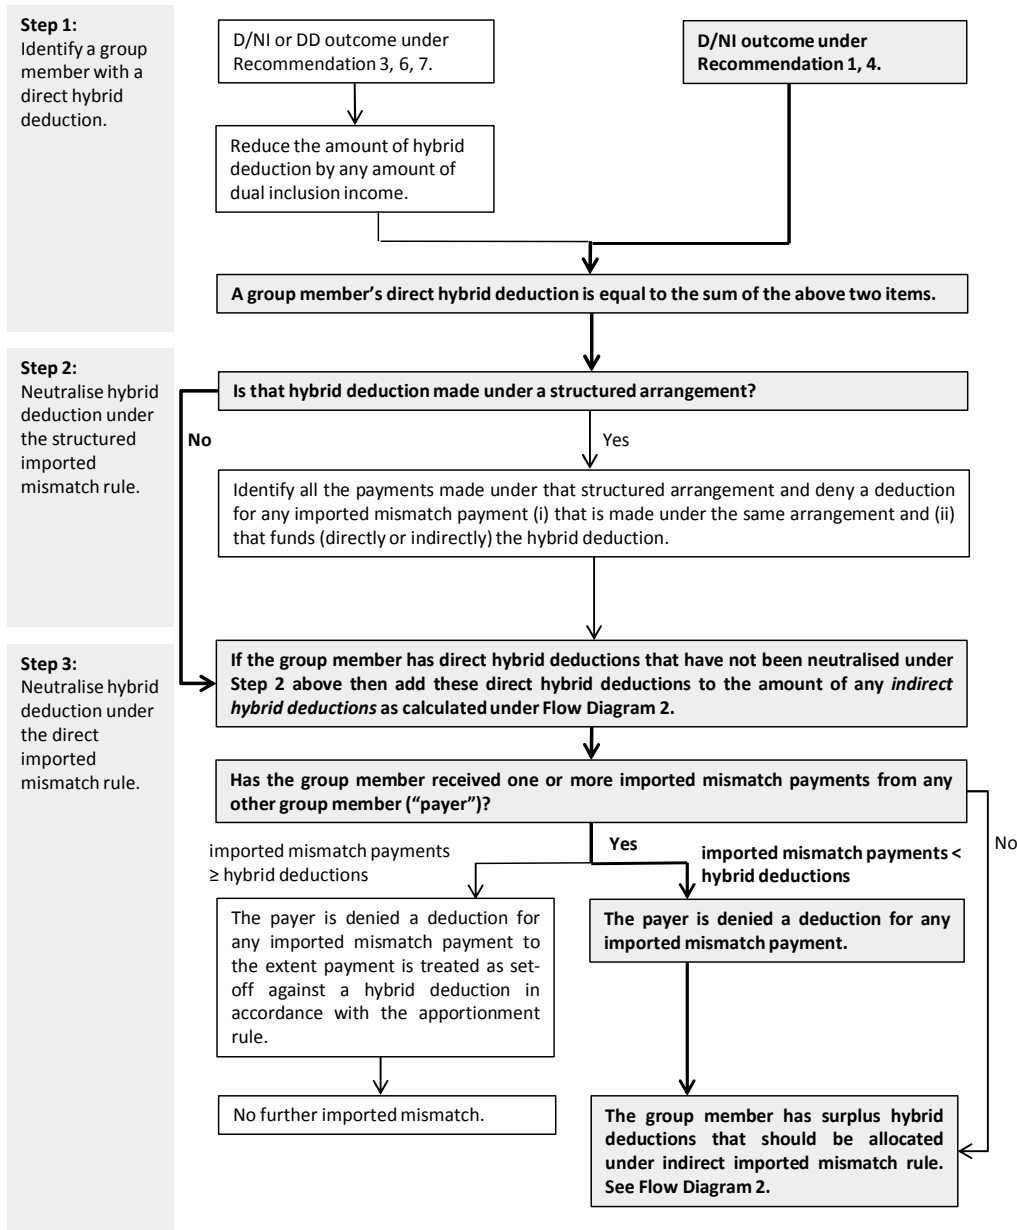 Step 1:
Identify a group
member with a
direct hybrid
deduction.
D/NI or DD outcome under
Recommendation 3, 6, 7.
D/NI outcome under
Recommendation 1, 4.
Reduce the amount of hybrid
deduction by any amount of
dual inclusion income.
A group member’s direct hybrid deduction is equal to the sum of the above two items.
Step 2:
Neutralise hybrid
deduction under
the structured
imported
mismatch rule.
Is that hybrid deduction made under a structured arrangement?
No
Yes
Identify all the payments made under that structured arrangement and deny a deduction
for any imported mismatch payment (i) that is made under the same arrangement and (ii)
that funds (directly or indirectly) the hybrid deduction.
Step 3:
Neutralise hybrid
deduction under
the direct
imported
mismatch rule.
If the group member has direct hybrid deductions that have not been neutralised under
Step 2 above then add these direct hybrid deductions to the amount of any indirect
hybrid deductions as calculated under Flow Diagram 2.
Has the group member received one or more imported mismatch payments from any
other group member (“payer”)?
No
Yes
imported mismatch payments
≥ hybrid deductions
imported mismatch payments <
hybrid deductions
The payer is denied a deduction for
any imported mismatch payment to
the extent payment is treated as set-
off against a hybrid deduction in
accordance with the apportionment
rule.
The payer is denied a deduction for any
imported mismatch payment.
No further imported mismatch.
The group member has surplus hybrid
deductions that should be allocated
under indirect imported mismatch rule.
See Flow Diagram 2.